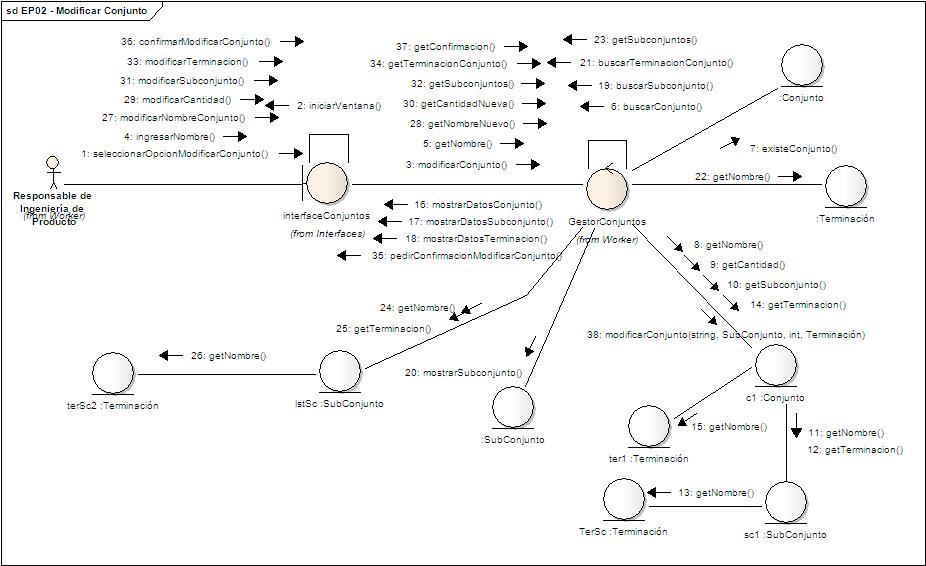 sd EP02 - Modificar Conjunto
36: confirmarModificarConjunto()
33: modificarTerminacion()
31: modificarSubconjunto()
29: modificarCantidad()
2: iniciarVentana()
27: modificarNombreConjunto()
4: ingresarNombre()
1: seleccionarOpcionModificarConjunto()
37: getConfirmacion()
34: getTerminacionConjunto()
32: getSubconjuntos()
30: getCantidadNueva()
28: getNombreNuevo()
5: getNombre()
3: modificarConjunto()
23: getSubconjuntos()
21: buscarTerminacionConjunto()
19: buscarSubconjunto()
6: buscarConjunto()
:Conjunto
7: existeConjunto()
22: getNombre()
:Terminación
Responsable de
Ingeniería de
Producto
(from Worker)
interfaceConjuntos
(from Interfaces)
GestorConjuntos
(from Worker)
16: mostrarDatosConjunto()
17: mostrarDatosSubconjunto()
18: mostrarDatosTerminacion()
35: pedirConfirmacionModificarConjunto()
8: getNombre()
9: getCantidad()
10: getSubconjunto()
14: getTerminacion()
38: modificarConjunto(string, SubConjunto, int, Terminación)
24: getNombre()
25: getTerminacion()
26: getNombre()
20: mostrarSubconjunto()
terSc2 :Terminación
lstSc :SubConjunto
:SubConjunto
c1 :Conjunto
15: getNombre()
ter1 :Terminación
11: getNombre()
12: getTerminacion()
13: getNombre()
TerSc :Terminación
sc1 :SubConjunto